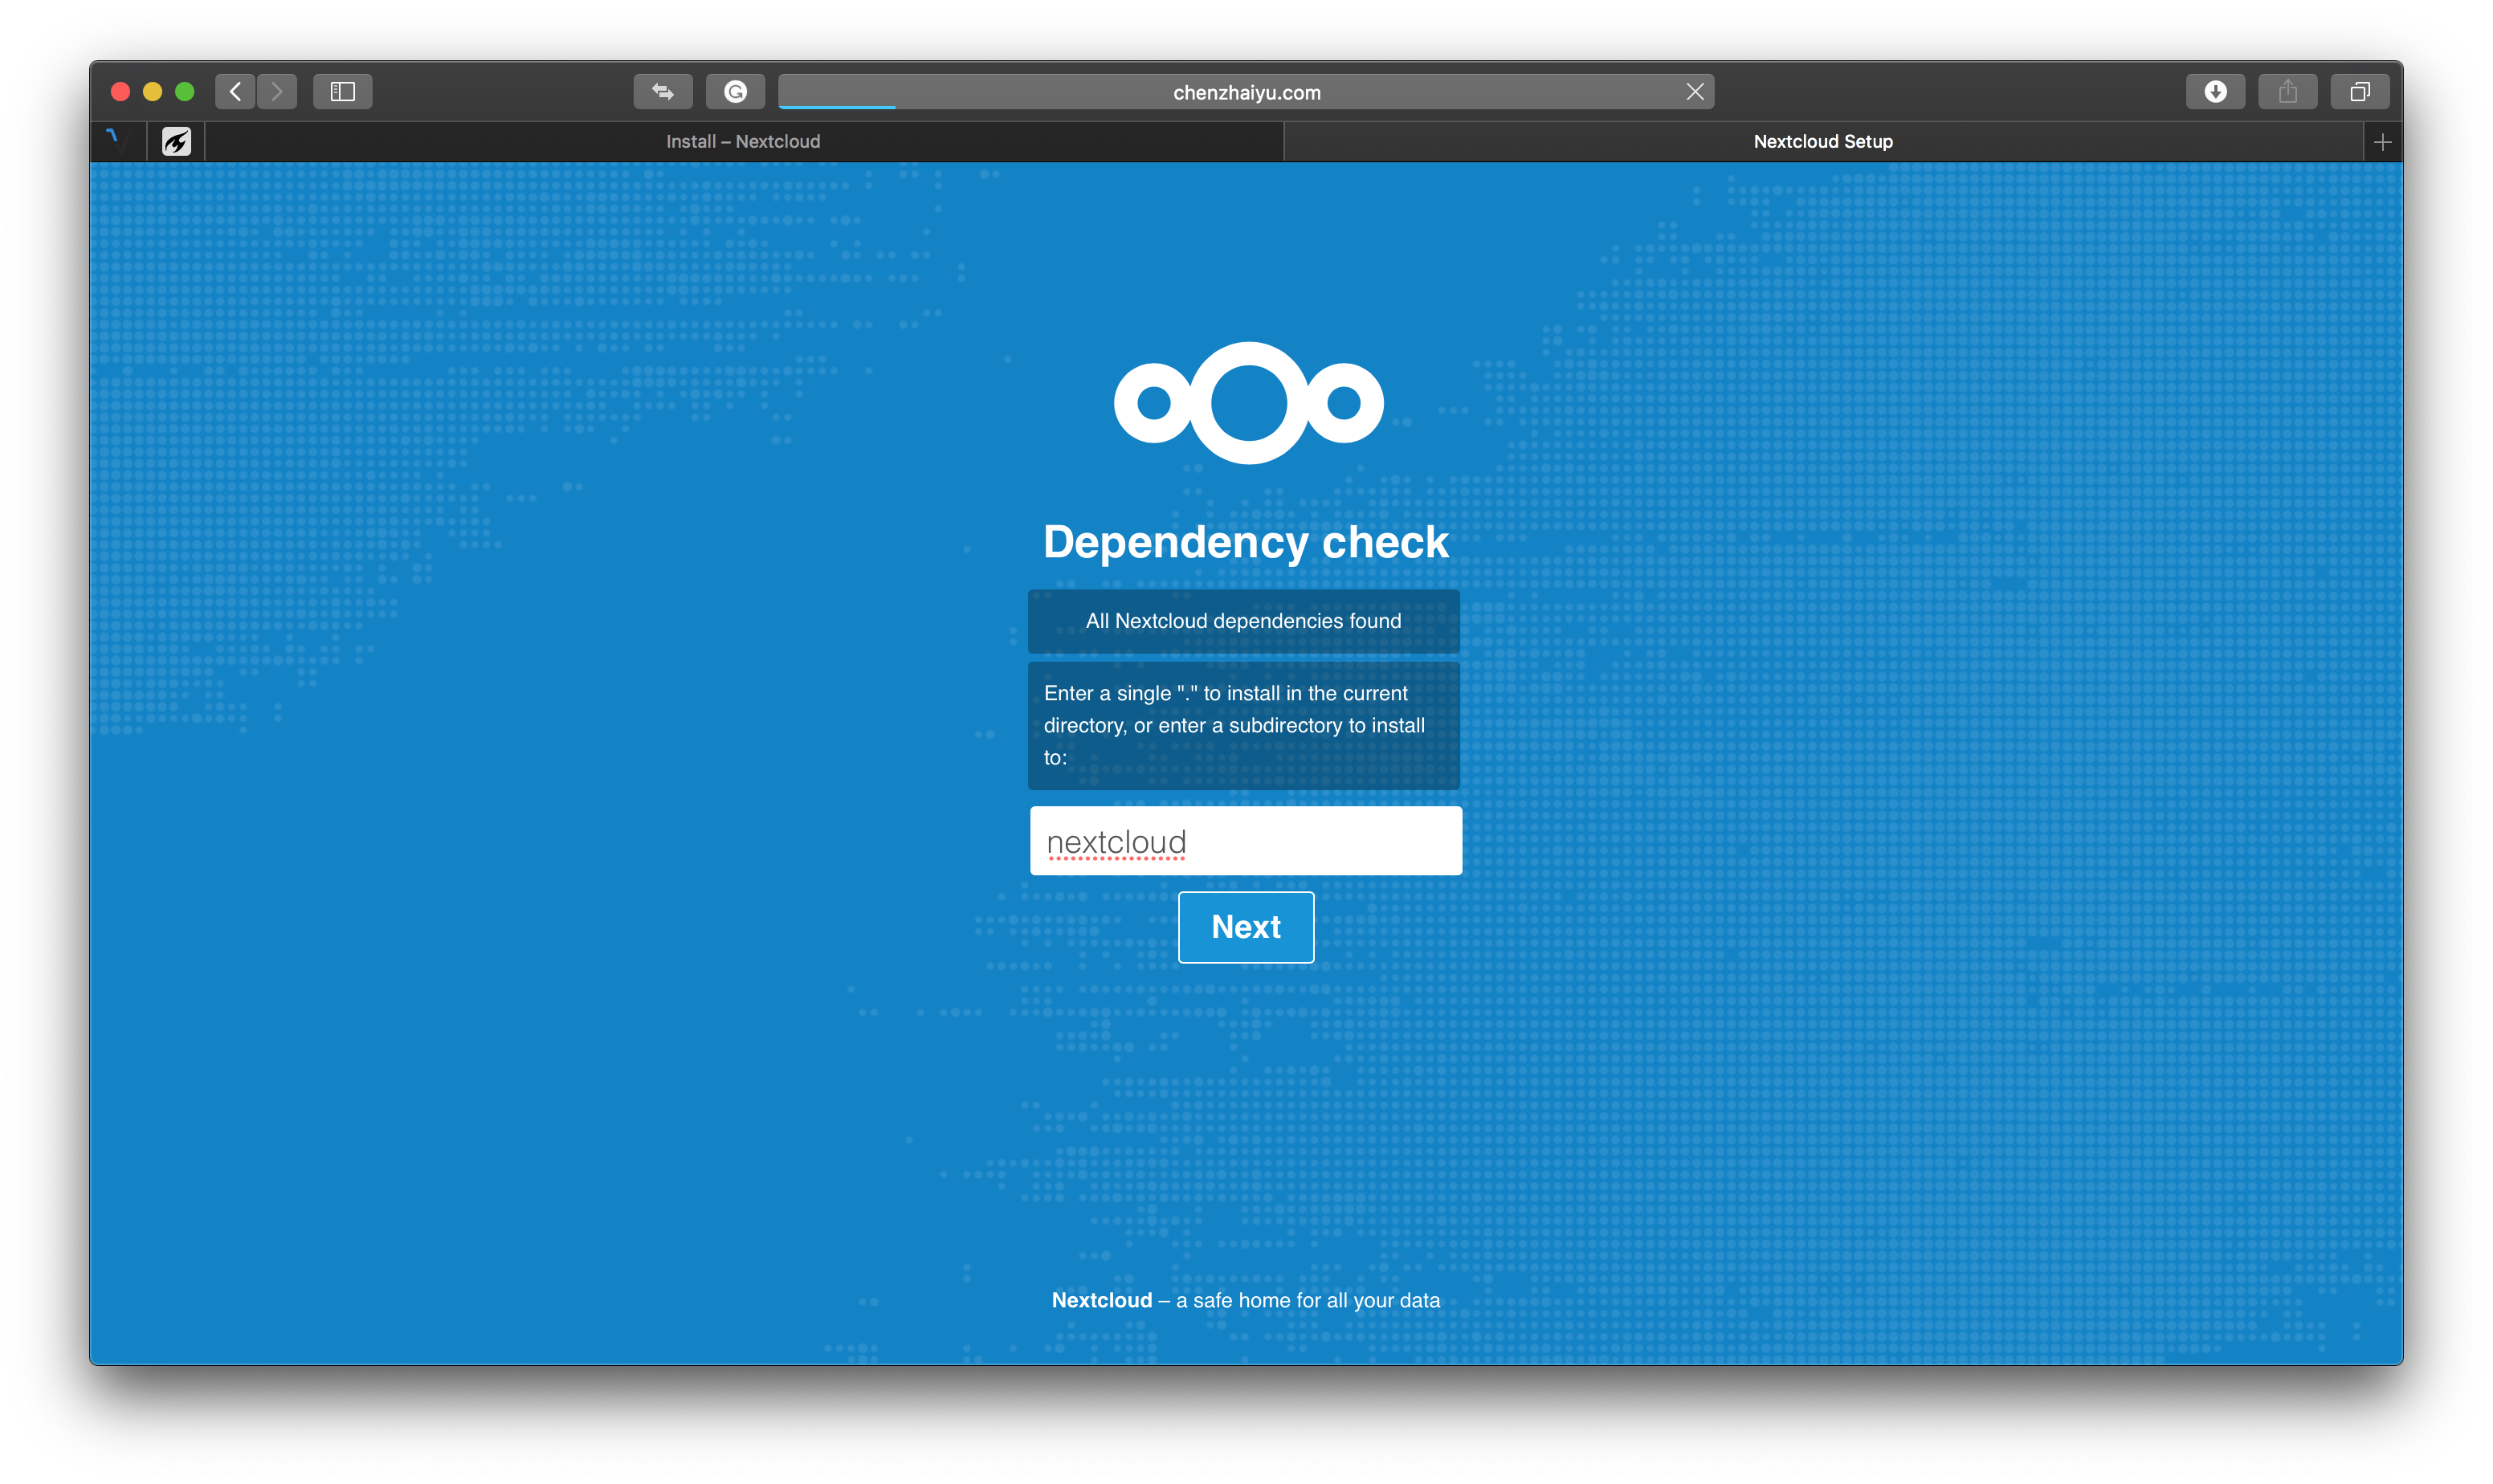 chenzhaiyu.com
Install – Nextcloud
Nextcloud Setup
Dependency check
All Nextcloud dependencies found
Enter a single "." to install in the current
directory, or enter a subdirectory to install
to:
nextcloud
Next
Nextcloud – a safe home for all your data